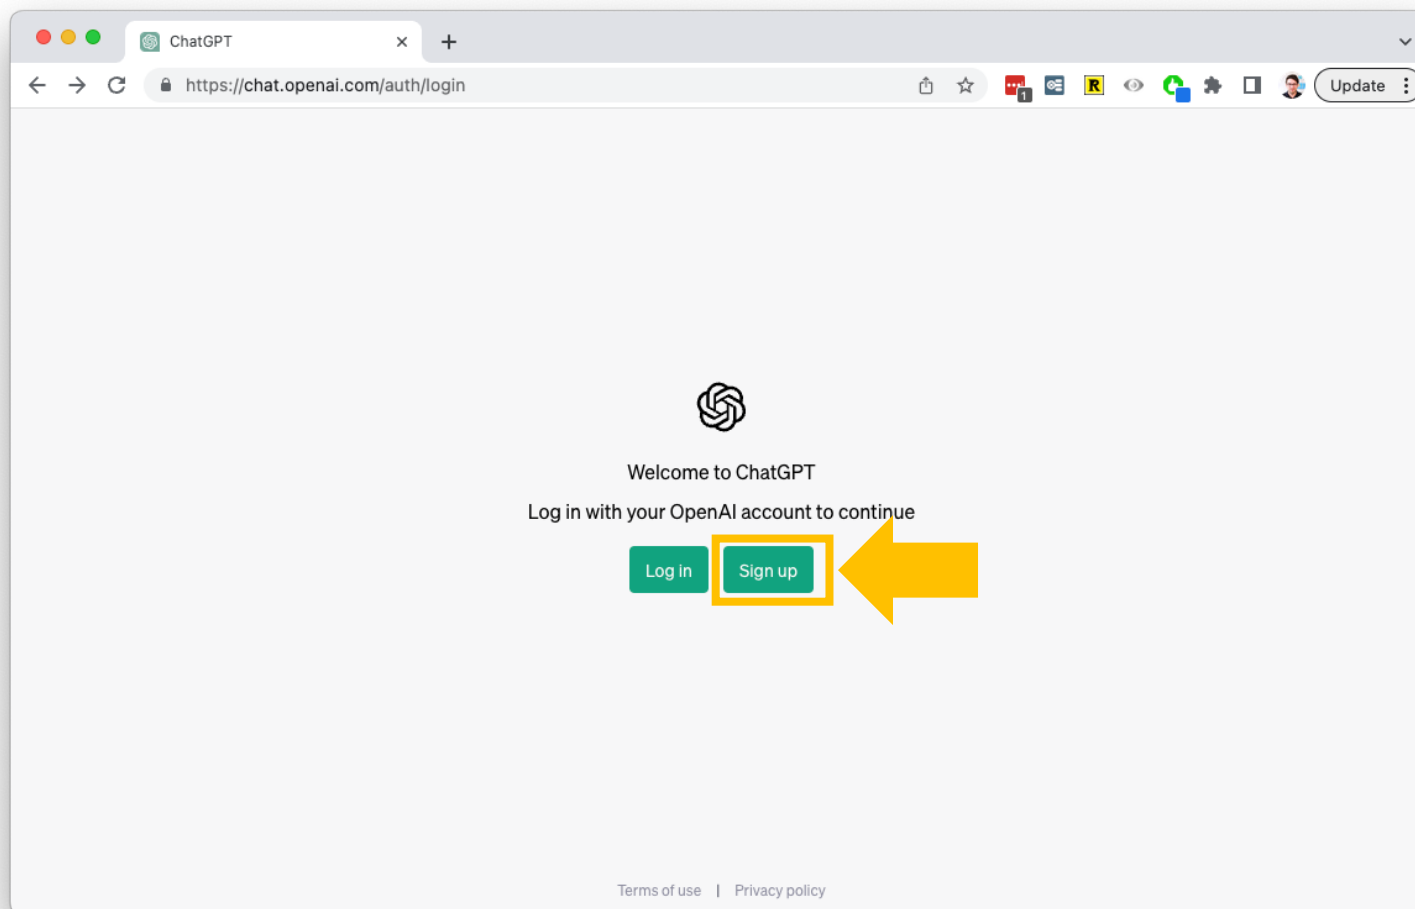 ChatGPT
https://chat.openai.com/auth/login
1
R
Update
Welcome to ChatGPT
Log in with your OpenAI account to continue
Log in
Sign up
Terms of use | Privacy policy